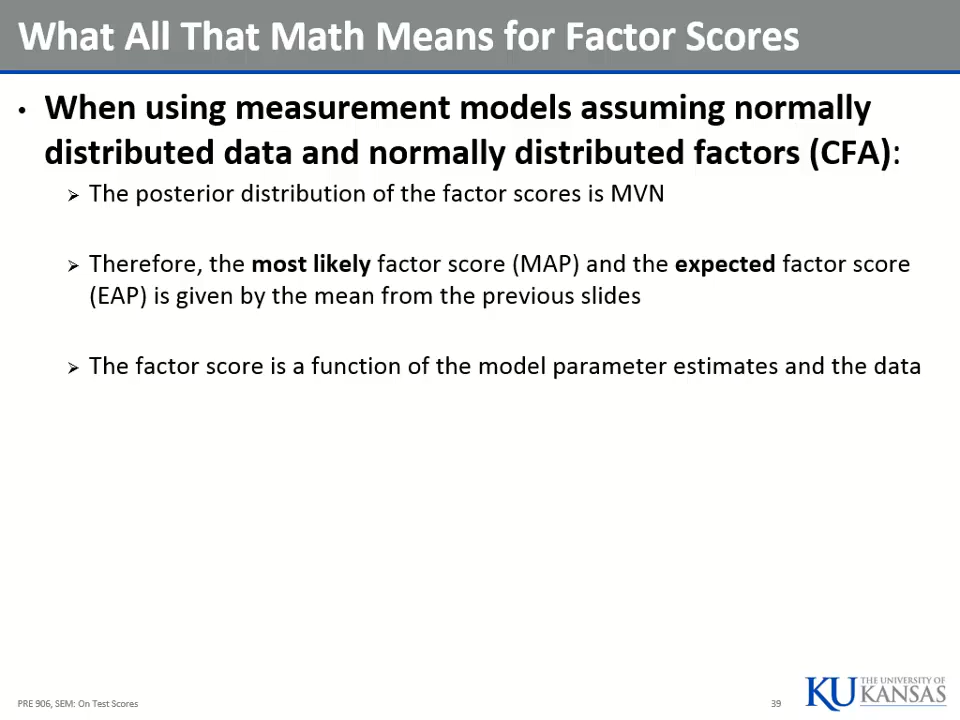 What All That Math Means for Factor Scores
• When using measurement models assuming normally
distributed data and normally distributed factors (CFA):
➢ The posterior distribution of the factor scores is MVN
➢ Therefore, the most likely factor score (MAP) and the expected factor score
(EAP) is given by the mean from the previous slides
➢ The factor score is a function of the model parameter estimates and the data
PRE 906, SEM: On Test Scores
39
KU THE UNIVERSITY OF
KANSAS